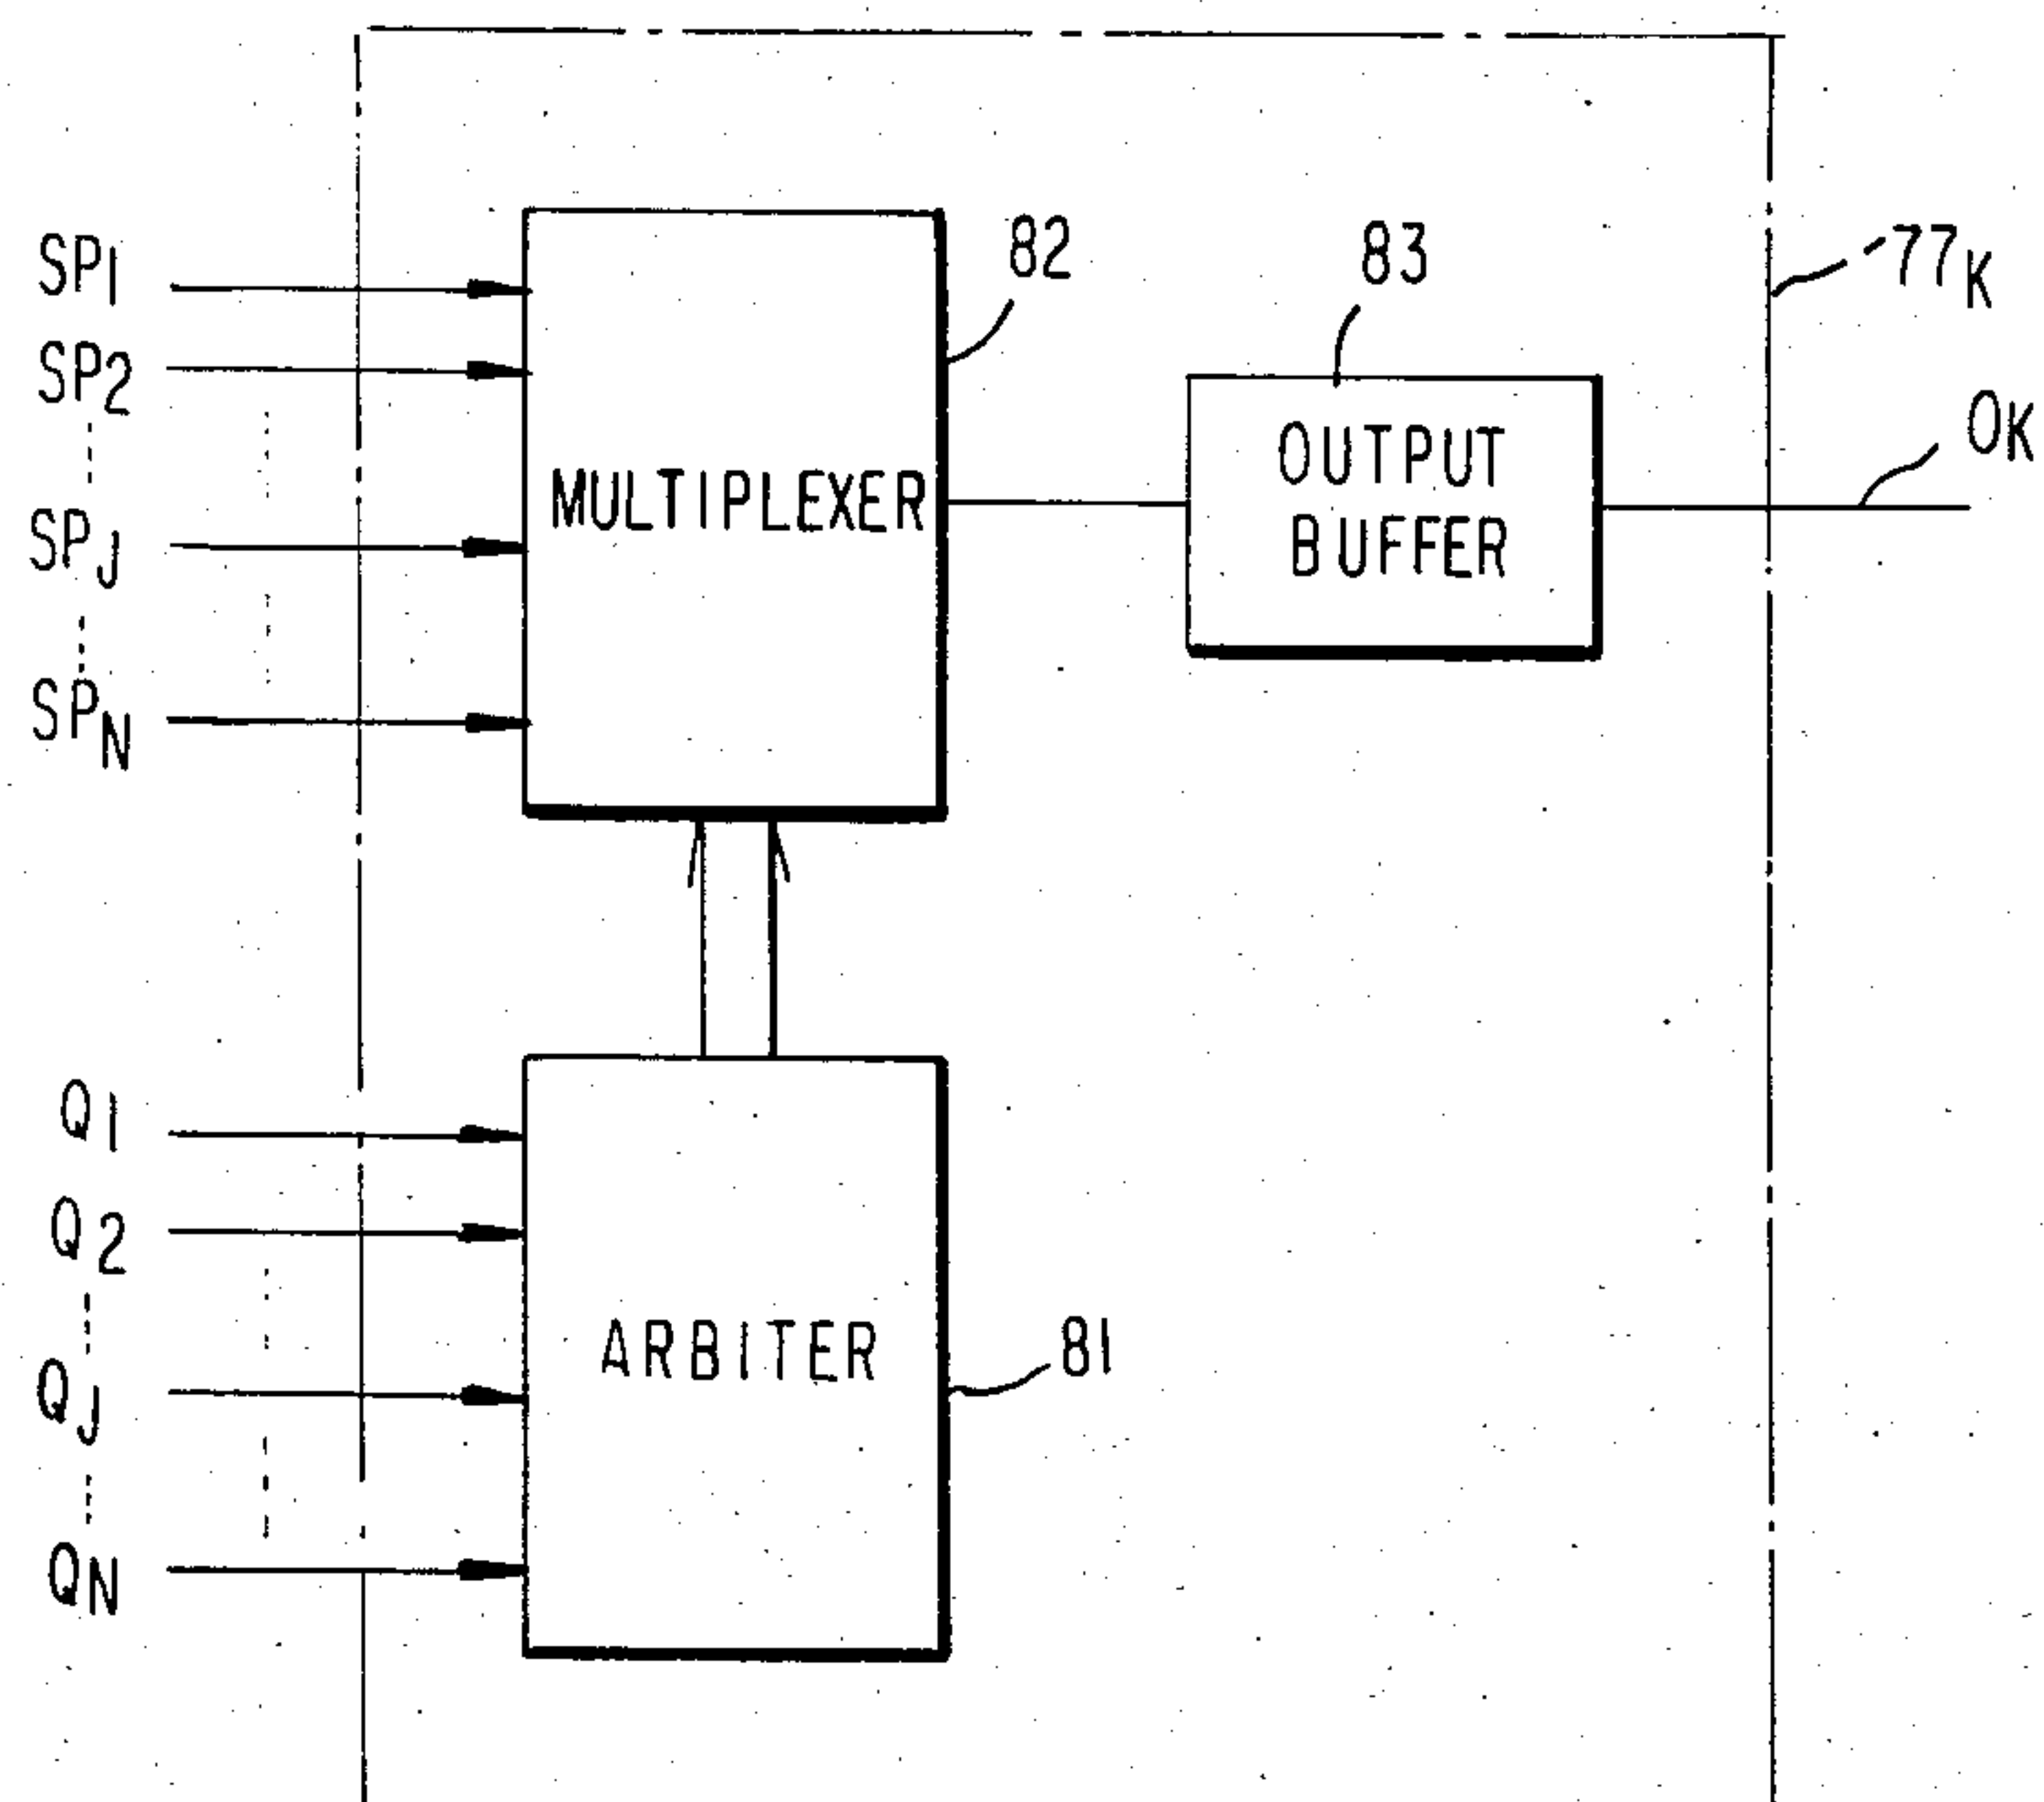 SP1
SP2
SPJ
SPN
MULTIPLEXER
82
83
OUTPUT
BUFFER
77K
OK
Q1
Q2
QJ
QN
ARBITER
81